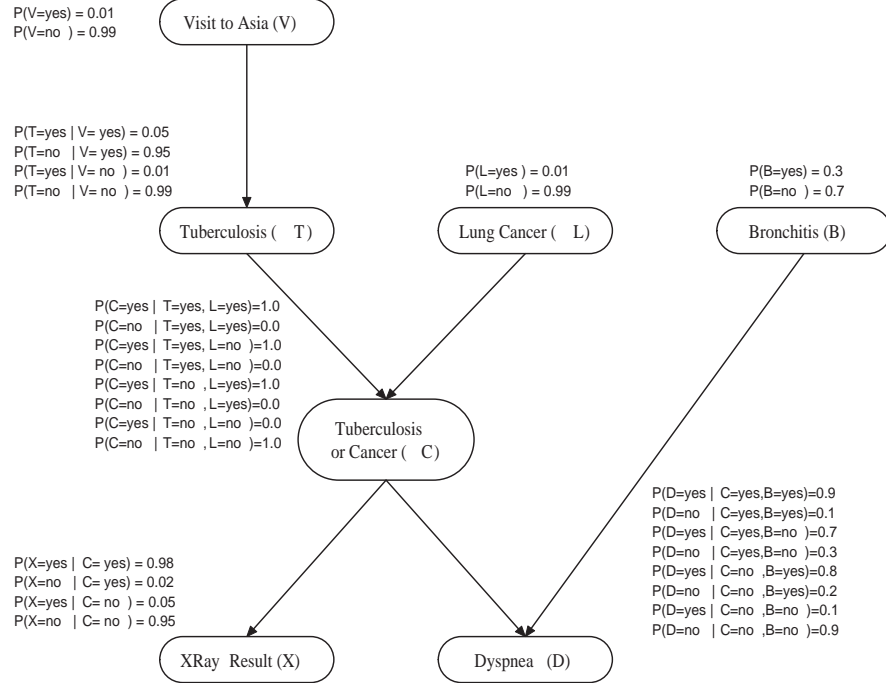 P(V=yes) = 0.01
P(V=no ) = 0.99
Visit to Asia (V)
P(T=yes | V= yes) = 0.05
P(T=no | V= yes) = 0.95
P(T=yes | V= no ) = 0.01
P(T=no | V= no ) = 0.99
P(L=yes ) = 0.01
P(L=no ) = 0.99
P(B=yes) = 0.3
P(B=no ) = 0.7
Tuberculosis ( T)
Lung Cancer ( L)
Bronchitis (B)
P(C=yes | T=yes, L=yes)=1.0
P(C=no | T=yes, L=yes)=0.0
P(C=yes | T=yes, L=no )=1.0
P(C=no | T=yes, L=no )=0.0
P(C=yes | T=no , L=yes)=1.0
P(C=no | T=no , L=yes)=0.0
P(C=yes | T=no , L=no )=0.0
P(C=no | T=no , L=no )=1.0
Tuberculosis
or Cancer ( C)
P(D=yes | C=yes,B=yes)=0.9
P(D=no | C=yes,B=yes)=0.1
P(D=yes | C=yes,B=no )=0.7
P(D=no | C=yes,B=no )=0.3
P(D=yes | C=no ,B=yes)=0.8
P(D=no | C=no ,B=yes)=0.2
P(D=yes | C=no ,B=no )=0.1
P(D=no | C=no ,B=no )=0.9
P(X=yes | C= yes) = 0.98
P(X=no | C= yes) = 0.02
P(X=yes | C= no ) = 0.05
P(X=no | C= no ) = 0.95
XRay Result (X)
Dyspnea (D)